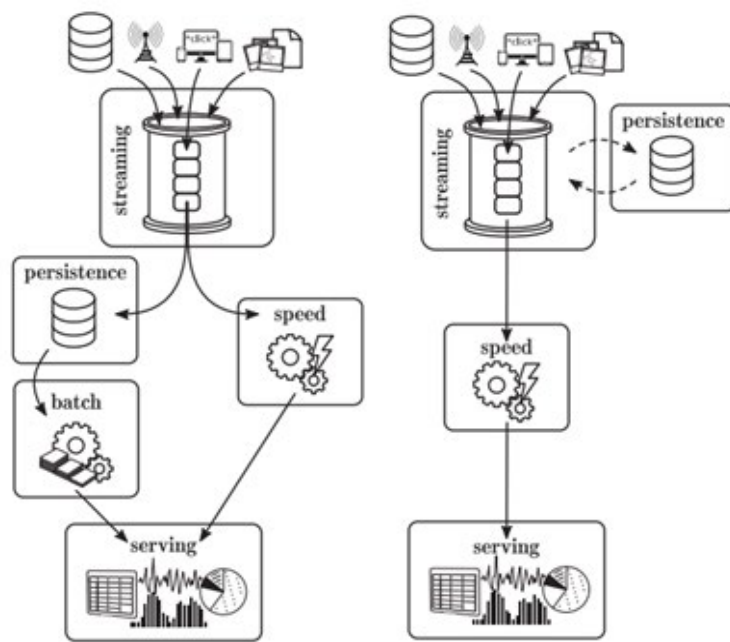 "click"
streaming
persistence
speed
batch
serving
"click"
streaming
persistence
speed
serving